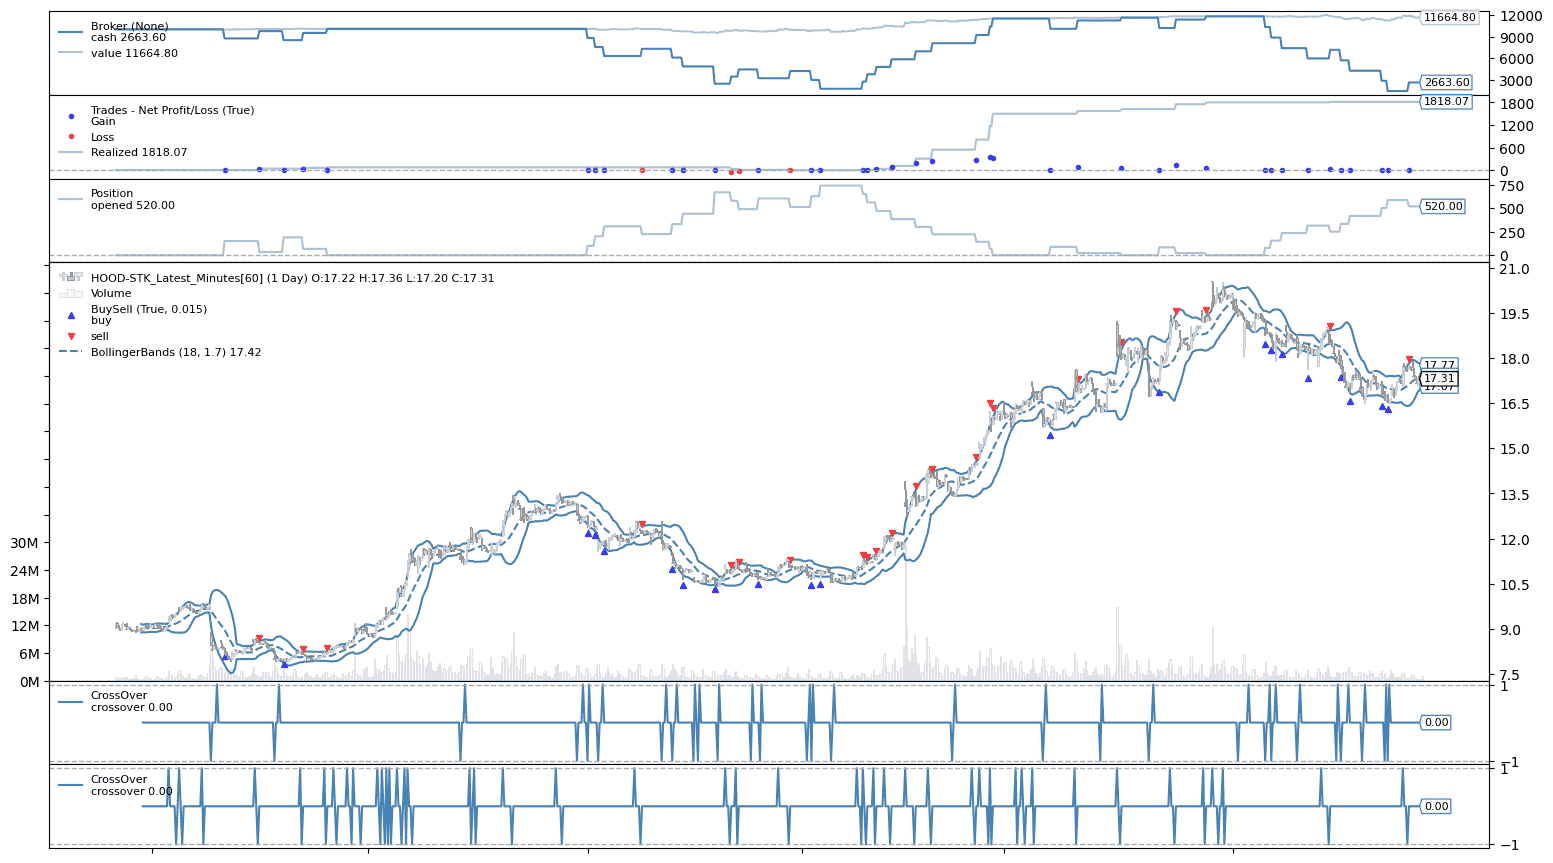 Broker (None)
cash 2663.60
value 11664.80
11664.80
2663.60
12000
9000
6000
3000
Trades - Net Profit/Loss (True)
Gain
Loss
Realized 1818.07
1818.07
1800
1200
600
0
Position
opened 520.00
520.00
750
500
250
0
HOOD-STK_Latest_Minutes[60] (1 Day) O:17.22 H:17.36 L:17.20 C:17.31
Volume
BuySell (True, 0.015)
buy
sell
BollingerBands (18, 1.7) 17.42
17.77
17.31
21.0
19.5
18.0
16.5
15.0
13.5
12.0
10.5
9.0
7.5
30M
24M
18M
12M
6M
0M
CrossOver
crossover 0.00
0.00
1
−1
CrossOver
crossover 0.00
0.00
1
−1